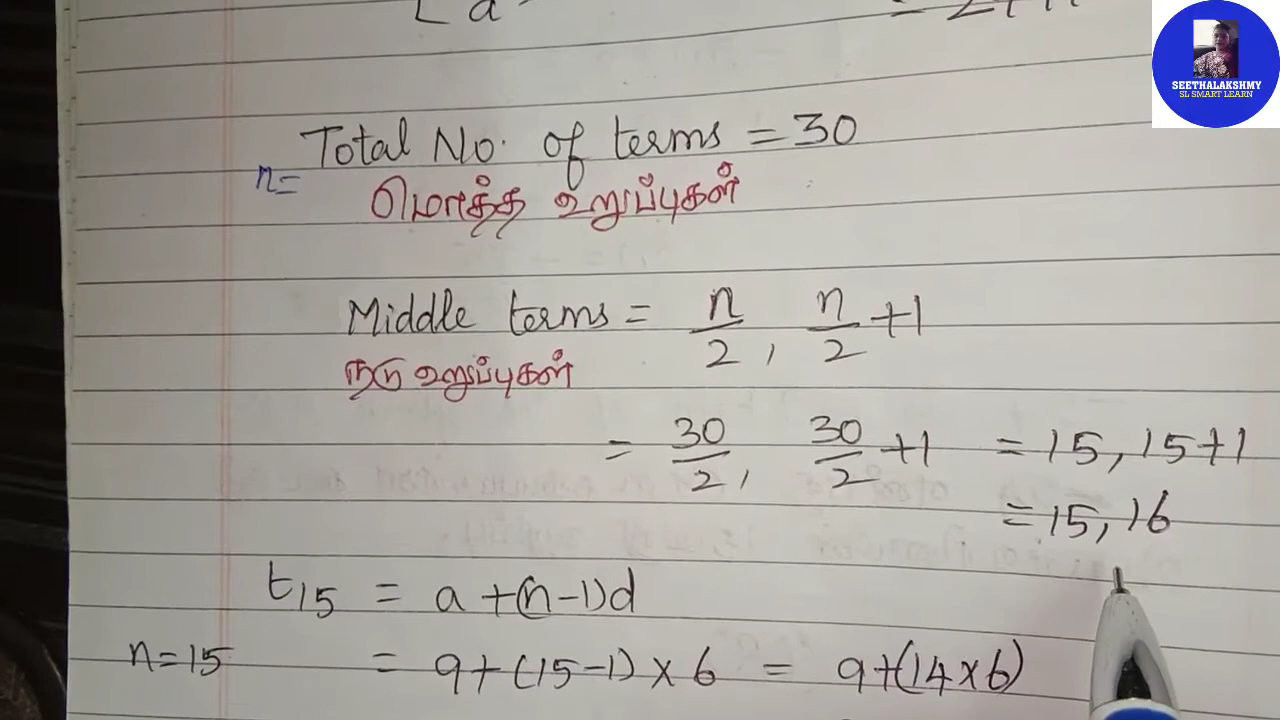 SEETHALAKSHMY
SL SMART LEARN
Total No. of terms = 30
n=
மொத்த உறுப்புகள்
Middle terms = n/2, n/2 +1
நடு உறுப்புகள்
= 30/2, 30/2 +1 = 15, 15+1
= 15, 16
t15 = a +(n-1)d
n=15 = 9+(15-1)×6 = 9+(14×6)